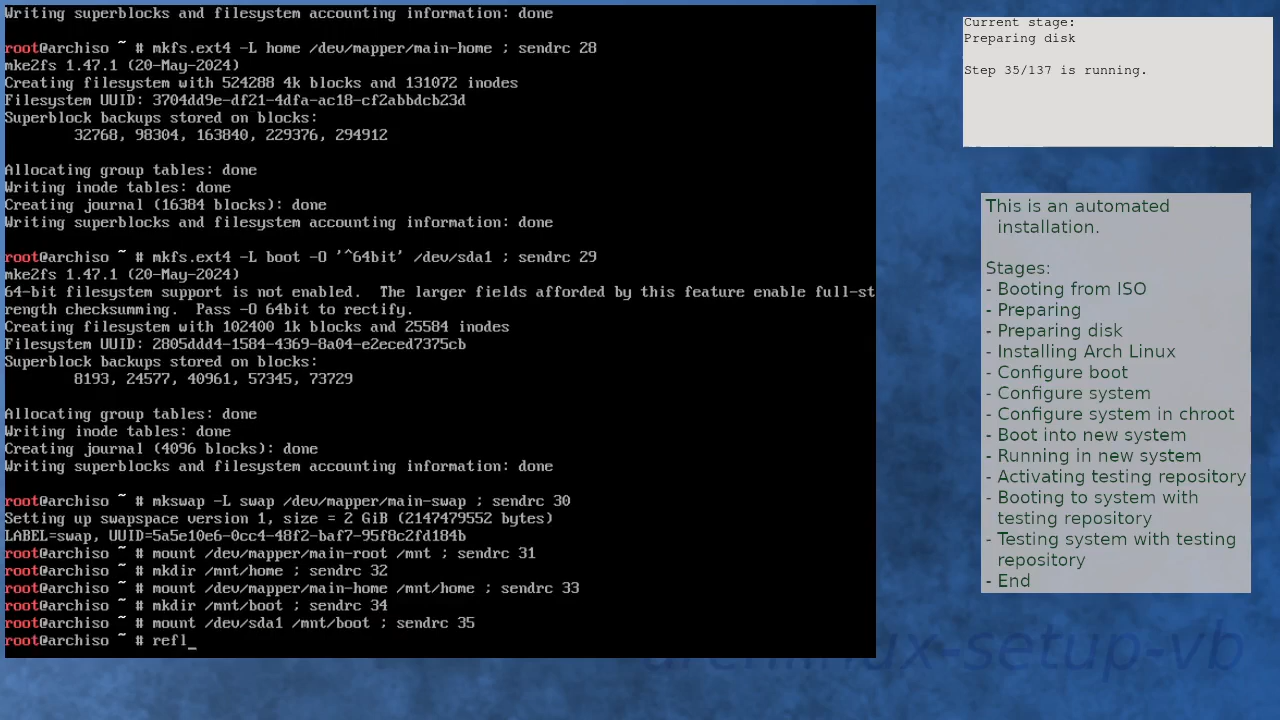 Writing superblocks and filesystem accounting information: done
root@archiso ~ # mkfs.ext4 -L home /dev/mapper/main-home ; sendrc 28
mke2fs 1.47.1 (20-May-2024)
Creating filesystem with 524288 4k blocks and 131072 inodes
Filesystem UUID: 3704dd9e-df21-4dfa-ac18-cf2abbdcb23d
Superblock backups stored on blocks:
32768, 98304, 163840, 229376, 294912
Allocating group tables: done
Writing inode tables: done
Creating journal (16384 blocks): done
Writing superblocks and filesystem accounting information: done
root@archiso ~ # mkfs.ext4 -L boot -O '^64bit' /dev/sda1 ; sendrc 29
mke2fs 1.47.1 (20-May-2024)
64-bit filesystem support is not enabled.  The larger fields afforded by this feature enable full-st
rength checksumming.  Pass -O 64bit to rectify.
Creating filesystem with 102400 1k blocks and 25584 inodes
Filesystem UUID: 2805ddd4-1584-4369-8a04-e2eced7375cb
Superblock backups stored on blocks:
8193, 24577, 40961, 57345, 73729
Allocating group tables: done
Writing inode tables: done
Creating journal (4096 blocks): done
Writing superblocks and filesystem accounting information: done
root@archiso ~ # mkswap -L swap /dev/mapper/main-swap ; sendrc 30
Setting up swapspace version 1, size = 2 GiB (2147479552 bytes)
LABEL=swap, UUID=5a5e10e6-0cc4-48f2-baf7-95f8c2fd184b
root@archiso ~ # mount /dev/mapper/main-root /mnt ; sendrc 31
root@archiso ~ # mkdir /mnt/home ; sendrc 32
root@archiso ~ # mount /dev/mapper/main-home /mnt/home ; sendrc 33
root@archiso ~ # mkdir /mnt/boot ; sendrc 34
root@archiso ~ # mount /dev/sda1 /mnt/boot ; sendrc 35
root@archiso ~ # refl_
Current stage:
Preparing disk
Step 35/137 is running.
This is an automated
installation.
Stages:
- Booting from ISO
- Preparing
- Preparing disk
- Installing Arch Linux
- Configure boot
- Configure system
- Configure system in chroot
- Boot into new system
- Running in new system
- Activating testing repository
- Booting to system with
testing repository
- Testing system with testing
repository
- End
archlinux-setup-vb